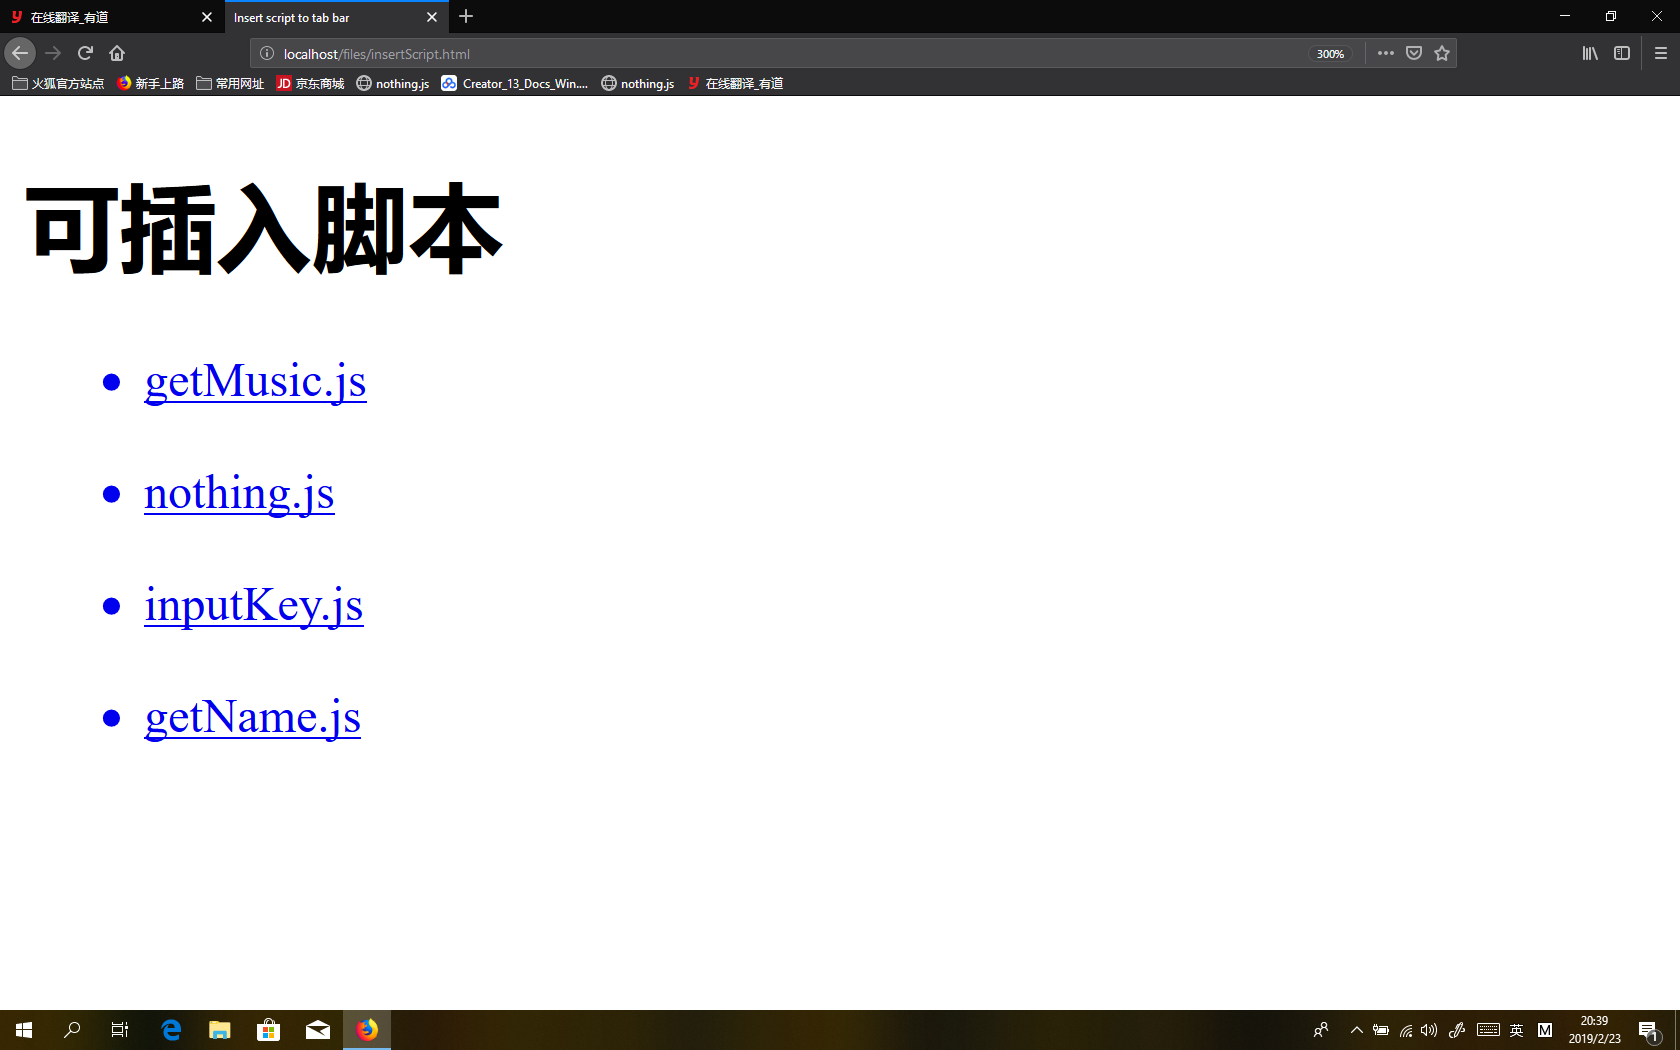 在线翻译_有道
Insert script to tab bar
localhost/files/insertScript.html
300%
火狐官方站点
新手上路
常用网址
JD 京东商城
nothing.js
Creator_13_Docs_Win....
nothing.js
在线翻译_有道
可插入脚本
getMusic.js
nothing.js
inputKey.js
getName.js
英
M
20:39
2019/2/23
1